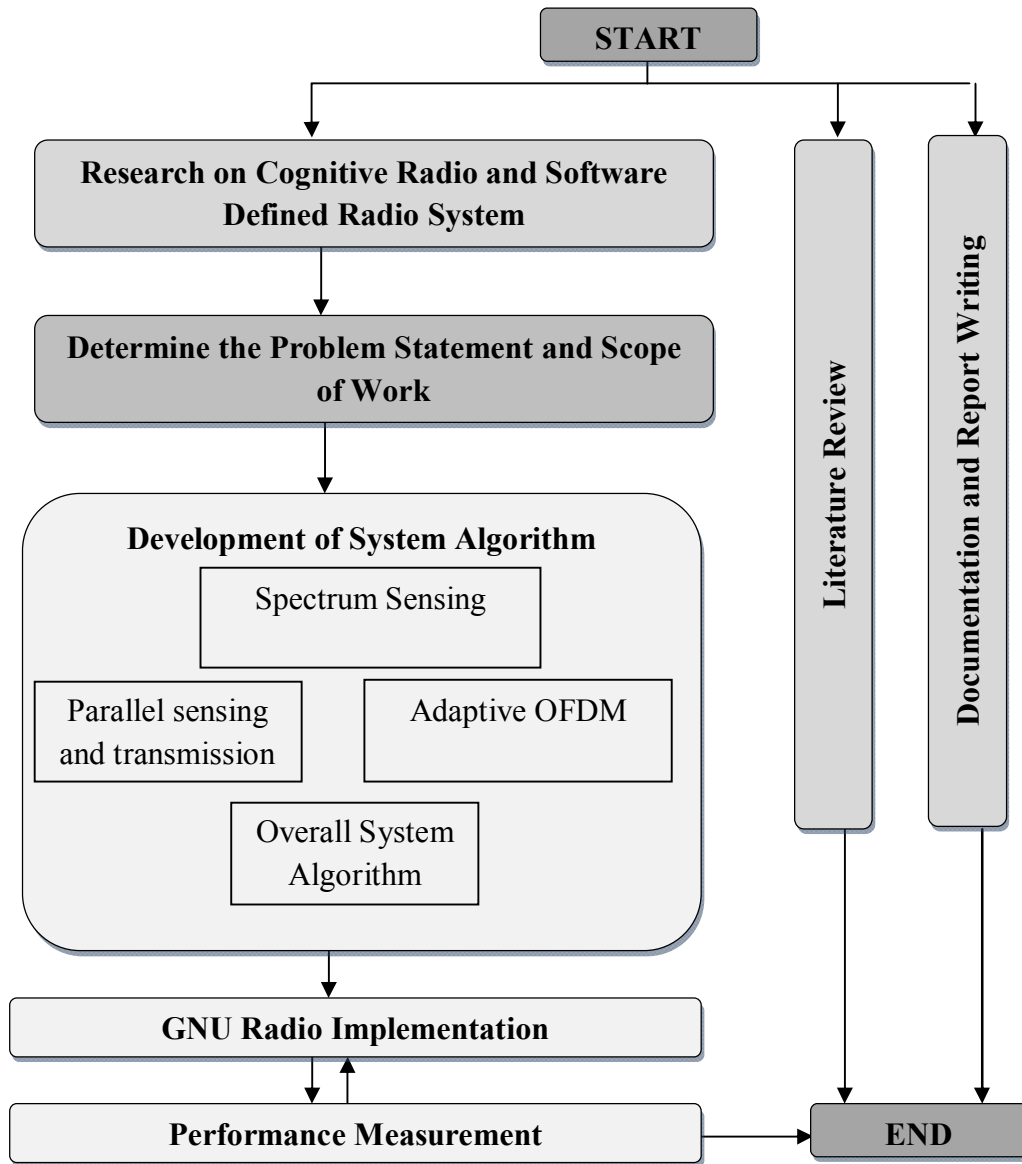 START
Research on Cognitive Radio and Software
Defined Radio System
Determine the Problem Statement and Scope
of Work
Development of System Algorithm
Spectrum Sensing
Parallel sensing
and transmission
Adaptive OFDM
Overall System
Algorithm
GNU Radio Implementation
Performance Measurement
Literature Review
Documentation and Report Writing
END